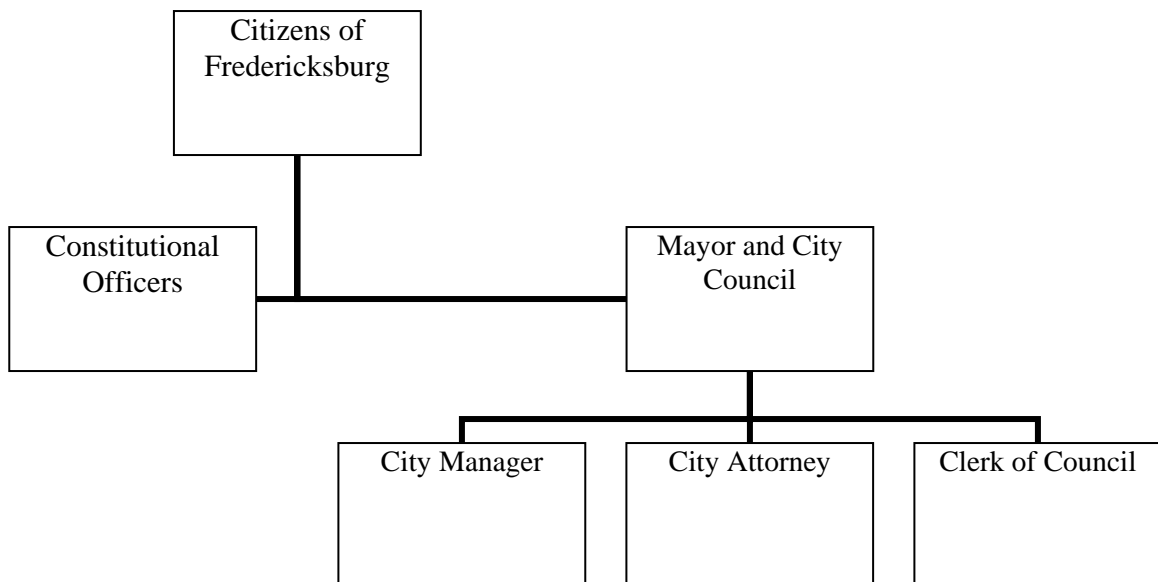 Citizens of
Fredericksburg
Constitutional
Officers
Mayor and City
Council
City Manager
City Attorney
Clerk of Council